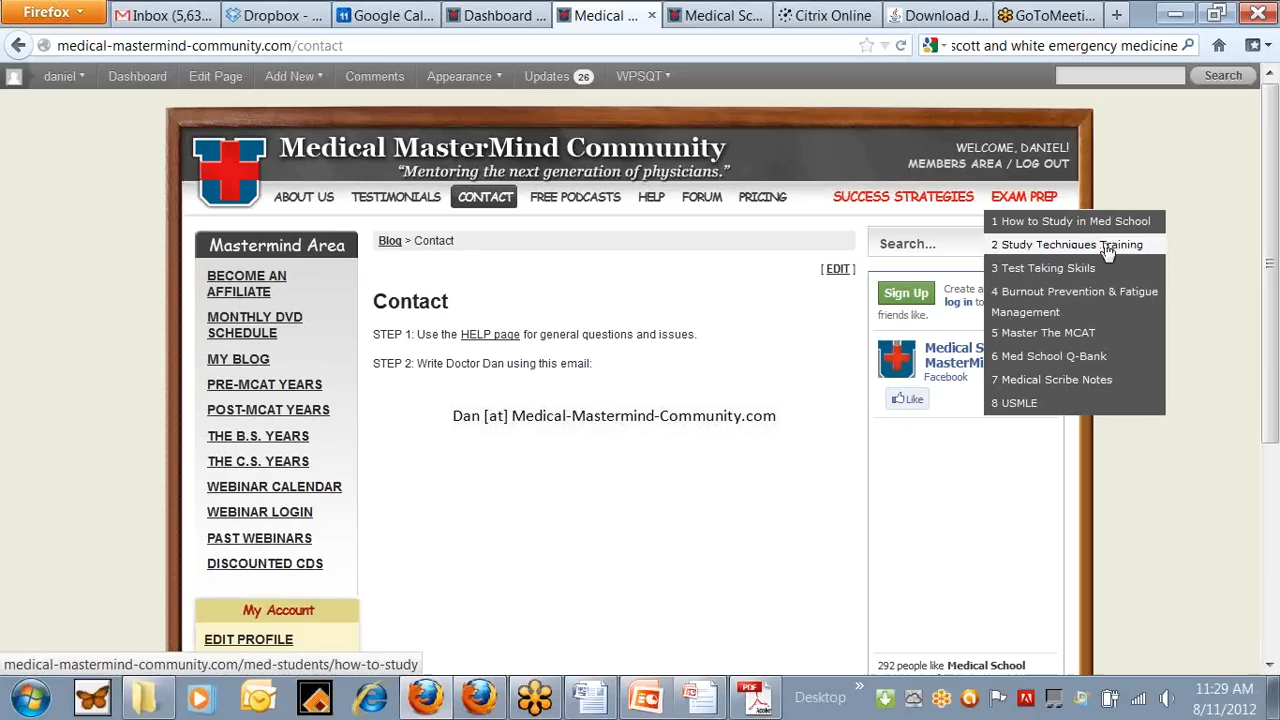 Firefox
Inbox (5,63...
Dropbox - ...
Google Cal...
Dashboard ...
Medical ...
Medical Sc...
Citrix Online
Download J...
GoToMeeti...
medical-mastermind-community.com/contact
scott and white emergency medicine
daniel
Dashboard
Edit Page
Add New
Comments
Appearance
Updates 26
WPSQT
Search
Medical MasterMind Community
"Mentoring the next generation of physicians."
WELCOME, DANIEL!
MEMBERS AREA / LOG OUT
ABOUT US
TESTIMONIALS
CONTACT
FREE PODCASTS
HELP
FORUM
PRICING
SUCCESS STRATEGIES
EXAM PREP
1 How to Study in Med School
2 Study Techniques Training
3 Test Taking Skills
4 Burnout Prevention & Fatigue
Management
5 Master The MCAT
6 Med School Q-Bank
7 Medical Scribe Notes
8 USMLE
Mastermind Area
BECOME AN
AFFILIATE
MONTHLY DVD
SCHEDULE
MY BLOG
PRE-MCAT YEARS
POST-MCAT YEARS
THE B.S. YEARS
THE C.S. YEARS
WEBINAR CALENDAR
WEBINAR LOGIN
PAST WEBINARS
DISCOUNTED CDS
My Account
EDIT PROFILE
Blog > Contact
[ EDIT ]
Contact
STEP 1: Use the HELP page for general questions and issues.
STEP 2: Write Doctor Dan using this email:
Dan [at] Medical-Mastermind-Community.com
Search...
Sign Up
Create a
log in to
friends like.
Medical S
MasterMi
Facebook
Like
292 people like Medical School
medical-mastermind-community.com/med-students/how-to-study
Desktop
11:29 AM
8/11/2012